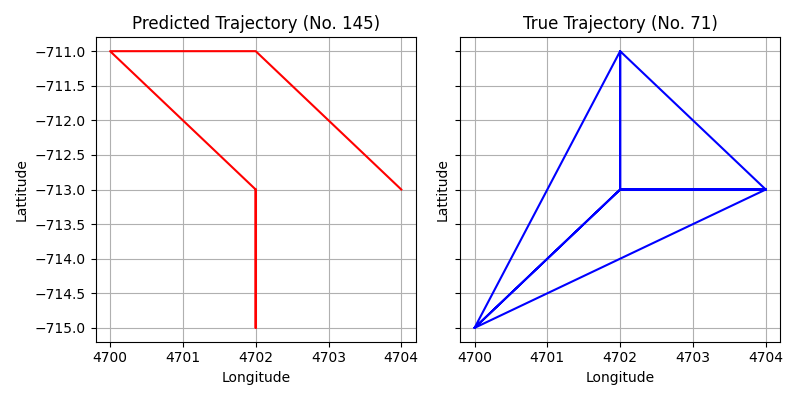 Predicted Trajectory (No. 145)
−711.0
−711.5
−712.0
−712.5
−713.0
−713.5
−714.0
−714.5
−715.0
Lattitude
4700 4701 4702 4703 4704
Longitude
True Trajectory (No. 71)
Lattitude
4700 4701 4702 4703 4704
Longitude